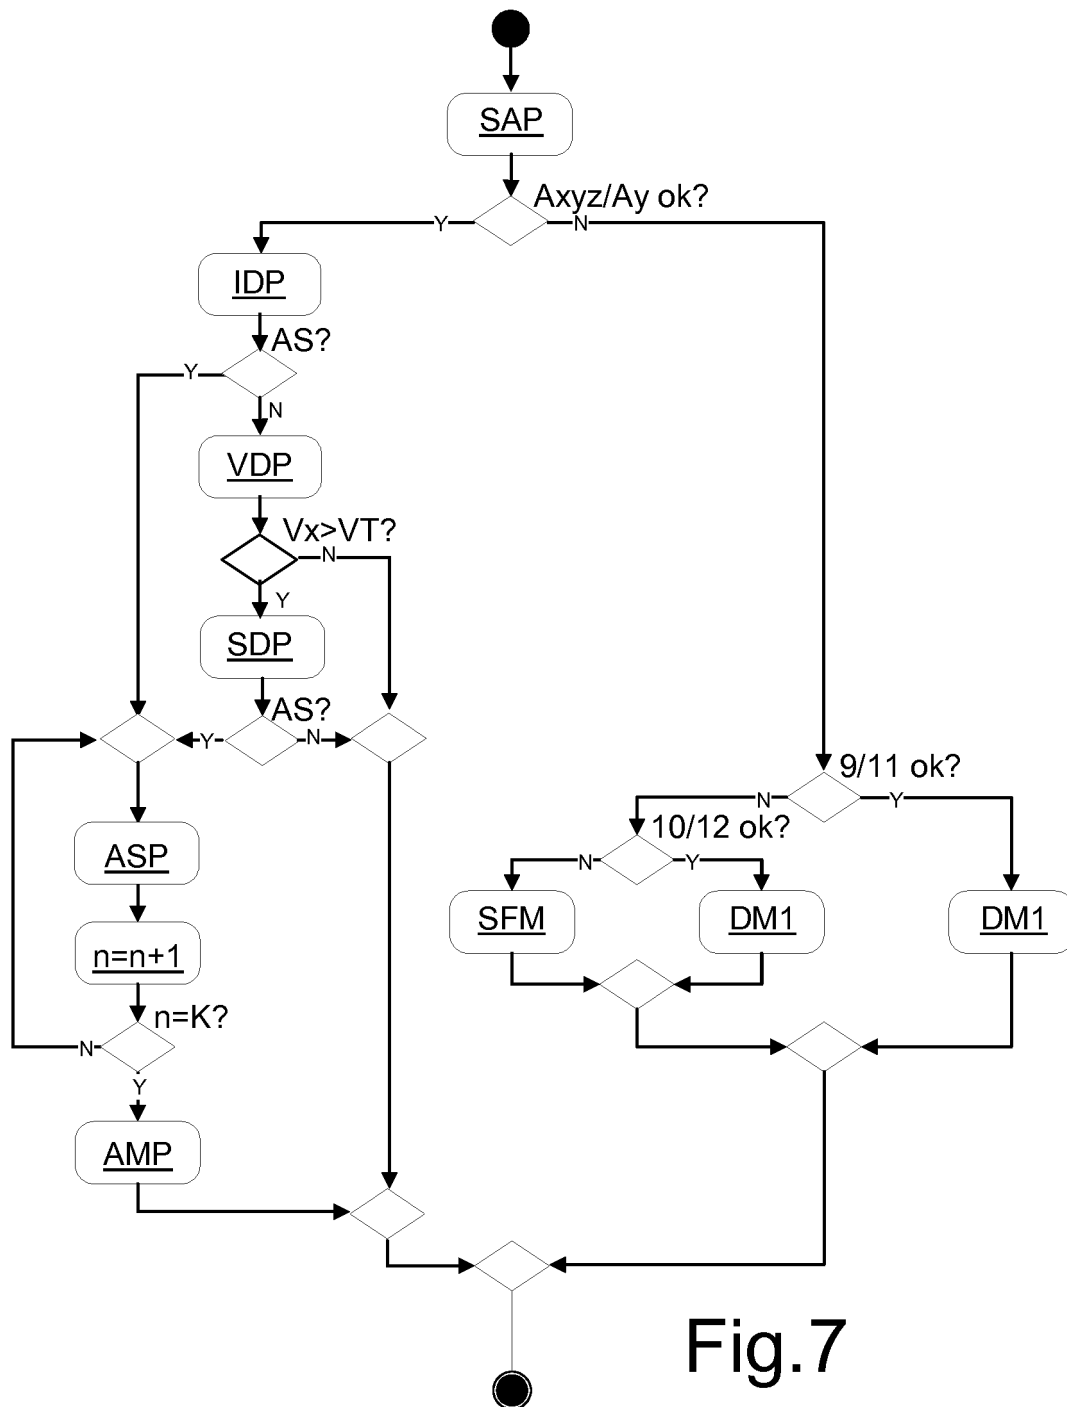 SAP
Axyz/Ay ok?
Y
N
IDP
AS?
Y
N
VDP
Vx>VT?
N
Y
SDP
AS?
Y
N
9/11 ok?
N
Y
10/12 ok?
N
Y
ASP
SFM
DM1
DM1
n=n+1
n=K?
N
Y
AMP
Fig.7